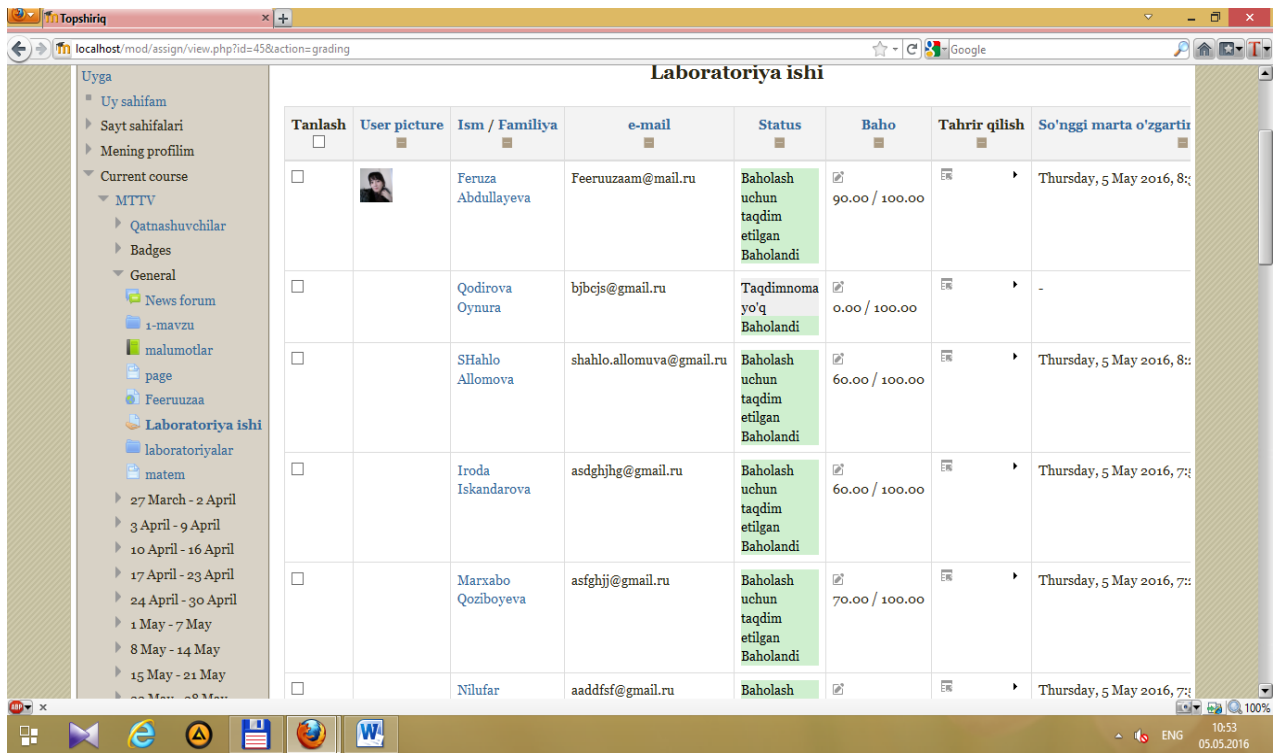 Topshiriq
localhost/mod/assign/view.php?id=45&action=grading
Google
Uyga
Uy sahifam
Sayt sahifalari
Mening profilim
Current course
MTTV
Qatnashuvchilar
Badges
General
News forum
1-mavzu
malumotlar
page
Feeruuzaa
Laboratoriya ishi
laboratoriyalar
matem
27 March - 2 April
3 April - 9 April
10 April - 16 April
17 April - 23 April
24 April - 30 April
1 May - 7 May
8 May - 14 May
15 May - 21 May
Laboratoriya ishi
Tanlash User picture Ism / Familiya e-mail Status Baho Tahrir qilish So'nggi marta o'zgartir
Feruza Abdullayeva Feeruuzaam@mail.ru
Baholash
uchun
taqdim
etilgan
Baholandi
90.00 / 100.00
Thursday, 5 May 2016, 8:
Qodirova Oynura bjbcjs@gmail.ru
Taqdimnoma
yo'q
Baholandi
0.00 / 100.00
-
SHahlo Allomova shahlo.allomuva@gmail.ru
Baholash
uchun
taqdim
etilgan
Baholandi
60.00 / 100.00
Thursday, 5 May 2016, 8:
Iroda Iskandarova asdghjhg@gmail.ru
Baholash
uchun
taqdim
etilgan
Baholandi
60.00 / 100.00
Thursday, 5 May 2016, 7:
Marxabo Qoziboyeva asfghjj@gmail.ru
Baholash
uchun
taqdim
etilgan
Baholandi
70.00 / 100.00
Thursday, 5 May 2016, 7:
Nilufar aaddfsf@gmail.ru Baholash Thursday, 5 May 2016, 7:
ABP
100%
ENG
10:53
05.05.2016